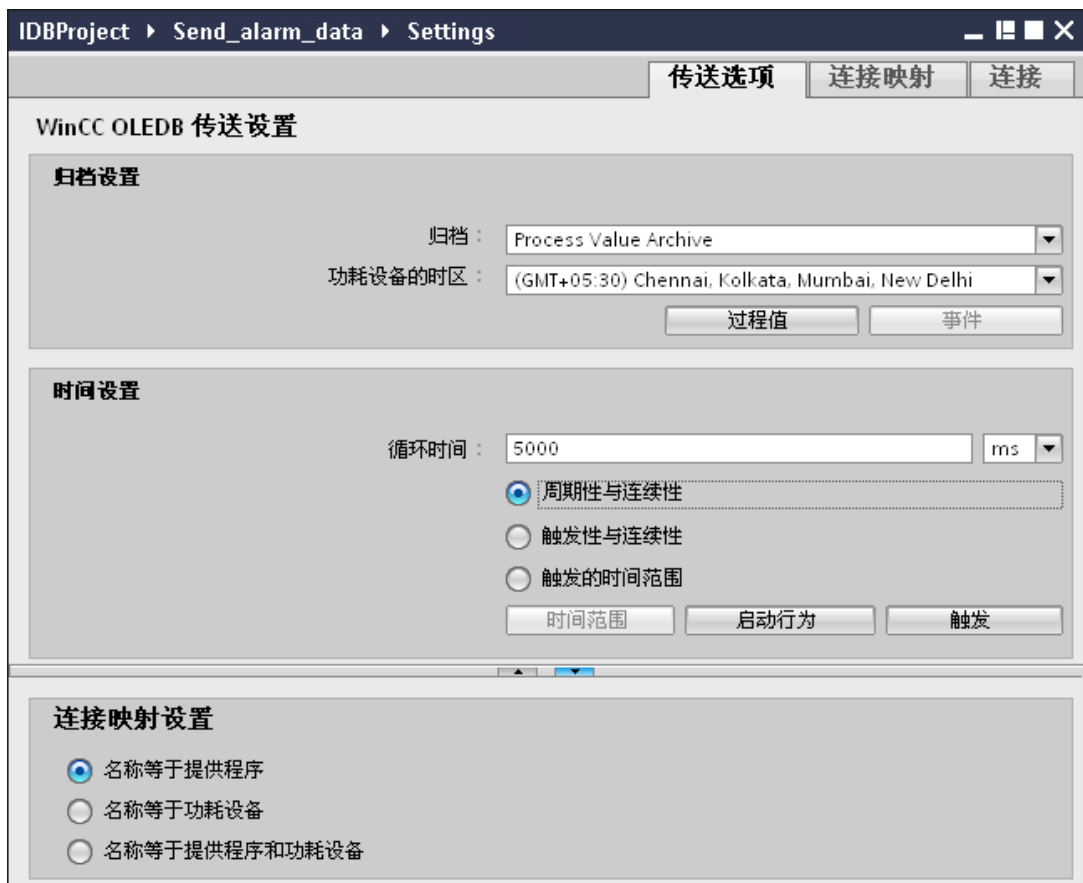 IDBProject ▸ Send_alarm_data ▸ Settings
传送选项 连接映射 连接
WinCC OLEDB 传送设置
归档设置
归档： Process Value Archive
功耗设备的时区： (GMT+05:30) Chennai, Kolkata, Mumbai, New Delhi
过程值 事件
时间设置
循环时间： 5000 ms
周期性与连续性
触发性与连续性
触发的时间范围
时间范围 启动行为 触发
连接映射设置
名称等于提供程序
名称等于功耗设备
名称等于提供程序和功耗设备